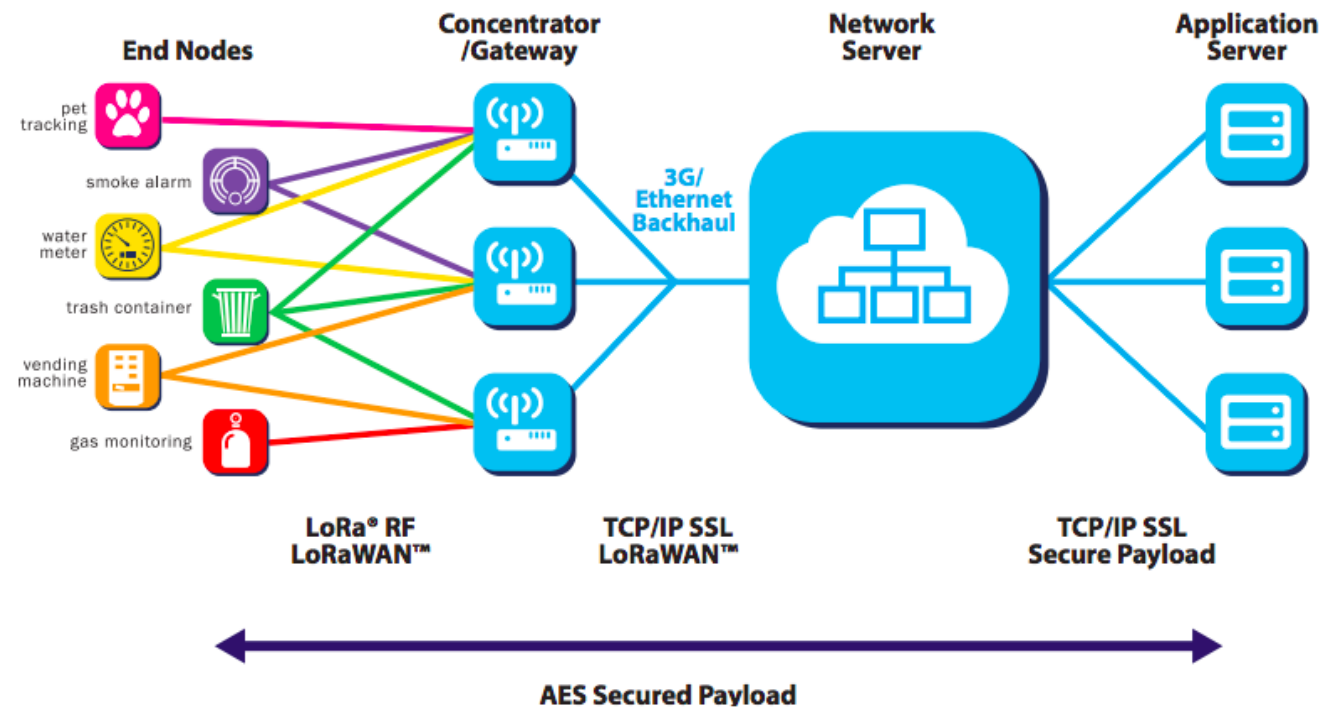 End Nodes
Concentrator
/Gateway
Network
Server
Application
Server
pet
tracking
smoke alarm
water
meter
trash container
vending
machine
gas monitoring
3G/
Ethernet
Backhaul
LoRa® RF
LoRaWAN™
TCP/IP SSL
LoRaWAN™
TCP/IP SSL
Secure Payload
AES Secured Payload